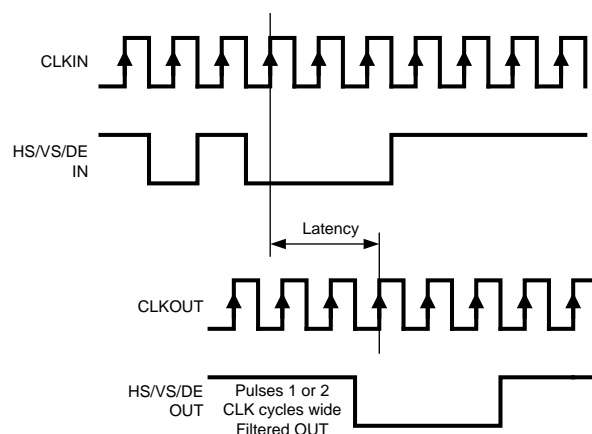 CLKIN
HS/VS/DE
IN
Latency
CLKOUT
HS/VS/DE
OUT
Pulses 1 or 2
CLK cycles wide
Filtered OUT